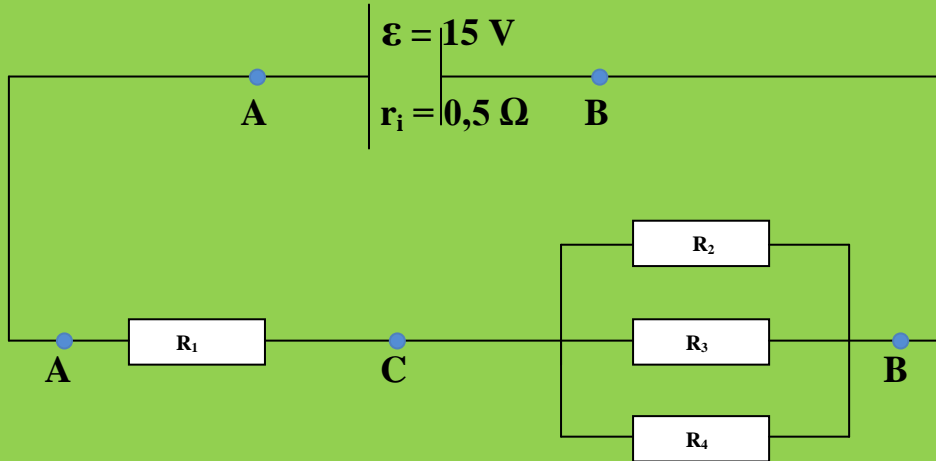 ε = 15 V
A
rᵢ = 0,5 Ω
B
R₂
R₁
R₃
A
C
B
R₄